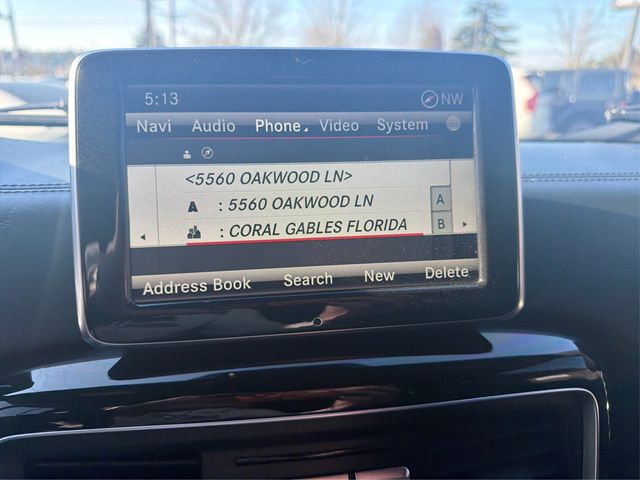 5:13 NW
Navi Audio Phone Video System
<5560 OAKWOOD LN>
A : 5560 OAKWOOD LN A
: CORAL GABLES FLORIDA B
Address Book Search New Delete